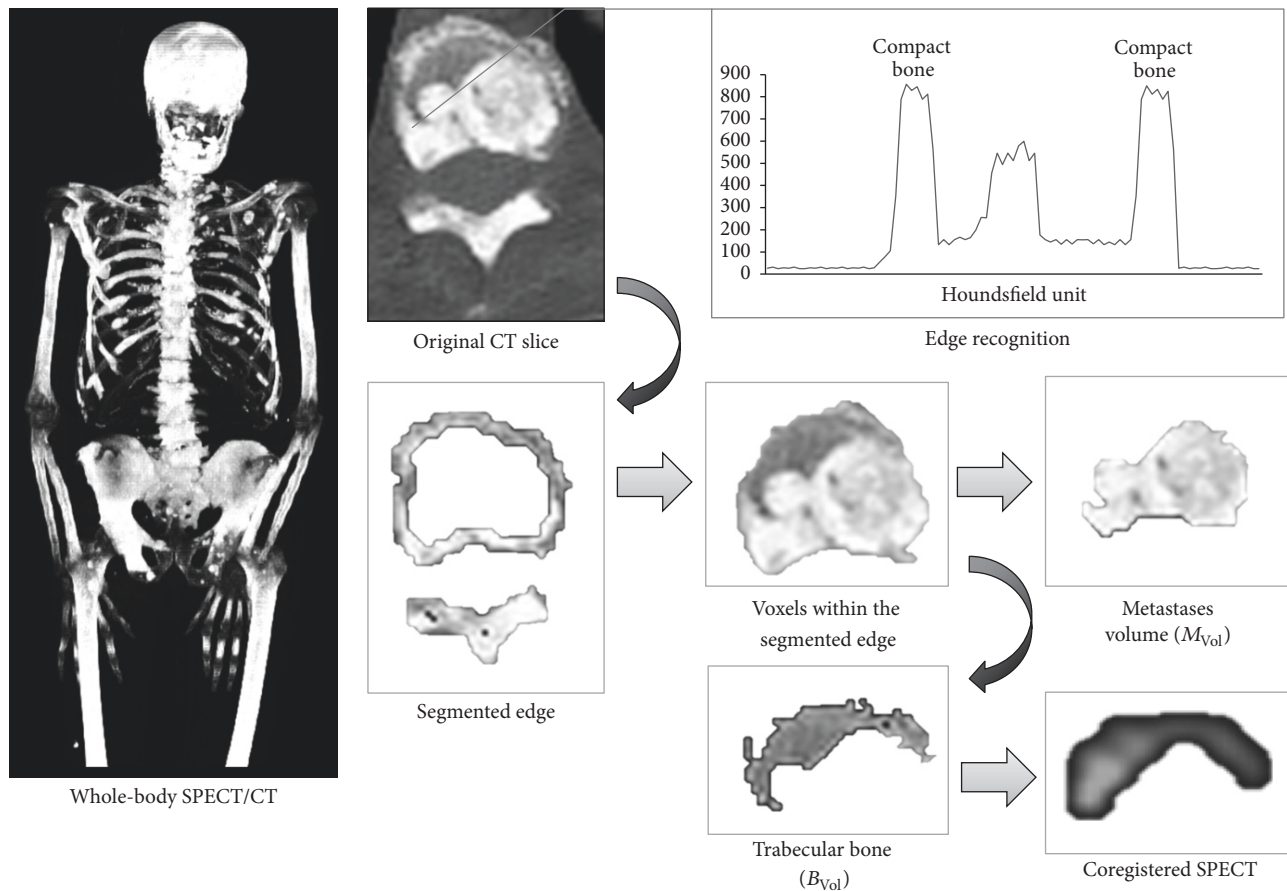 Compact
bone
Compact
bone
900
800
700
600
500
400
300
200
100
0
Houndsfield unit
Original CT slice
Edge recognition
Voxels within the
segmented edge
Metastases
volume (M_Vol)
Segmented edge
Whole-body SPECT/CT
Trabecular bone
(B_Vol)
Coregistered SPECT